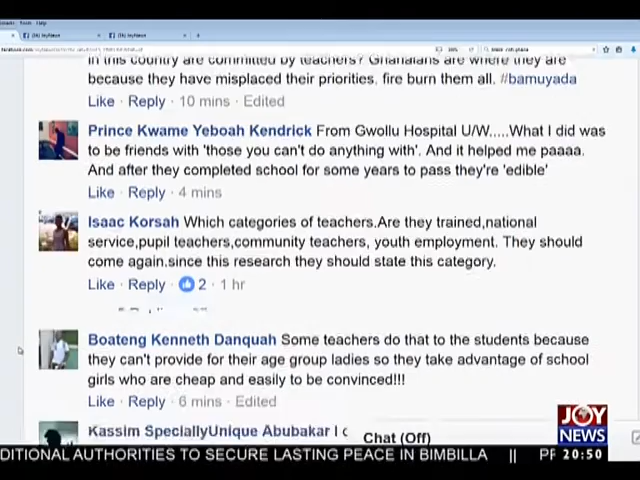 Tools Help
in this country are committed by teachers? Ghanaians are where they are
because they have misplaced their priorities, fire burn them all. #bamuyada
Like · Reply · 10 mins · Edited
Prince Kwame Yeboah Kendrick From Gwollu Hospital U/W.....What I did was
to be friends with 'those you can't do anything with'. And it helped me paaaa.
And after they completed school for some years to pass they're 'edible'
Like · Reply · 4 mins
Isaac Korsah Which categories of teachers.Are they trained,national
service,pupil teachers,community teachers, youth employment. They should
come again.since this research they should state this category.
Like · Reply · 2 · 1 hr
Boateng Kenneth Danquah Some teachers do that to the students because
they can't provide for their age group ladies so they take advantage of school
girls who are cheap and easily to be convinced!!!
Like · Reply · 6 mins · Edited
Kassim SpeciallyUnique Abubakar I c
Chat (Off)
JOY
NEWS
DITIONAL AUTHORITIES TO SECURE LASTING PEACE IN BIMBILLA || PF 20:50